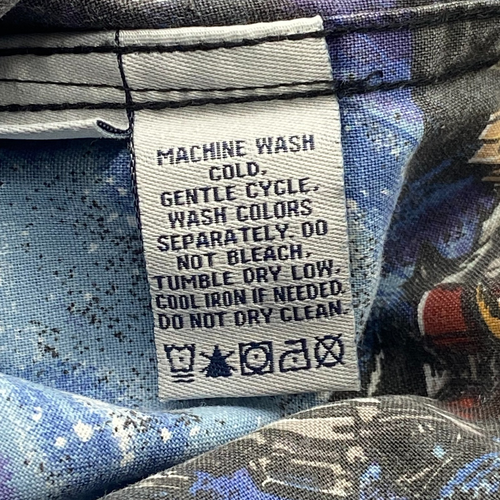 MACHINE WASH
COLD,
GENTLE CYCLE,
WASH COLORS
SEPARATELY. DO
NOT BLEACH,
TUMBLE DRY LOW,
COOL IRON IF NEEDED.
DO NOT DRY CLEAN.